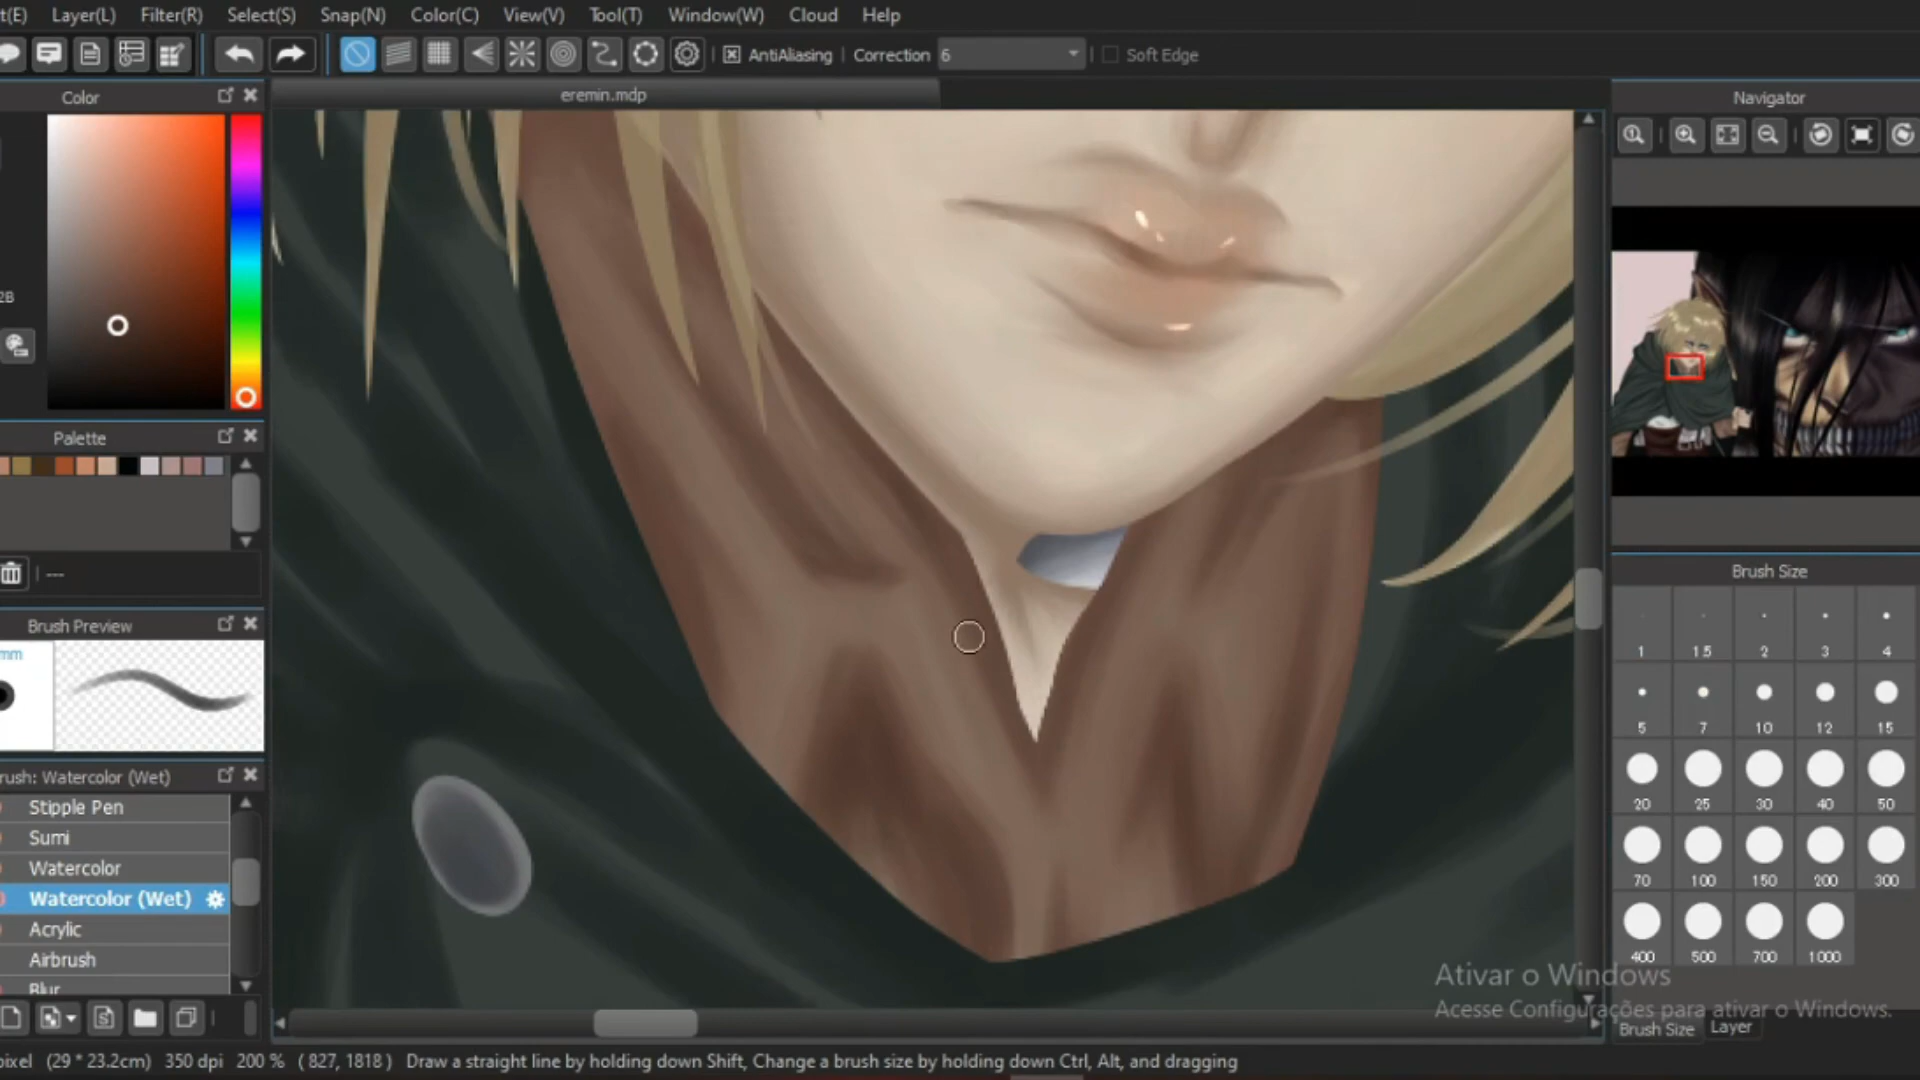 t(E) Layer(L) Filter(R) Select(S) Snap(N) Color(C) View(V) Tool(T) Window(W) Cloud Help
AntiAliasing Correction 6 Soft Edge
Color
eremin.mdp
Navigator
2B
Palette
---
Brush Size
1 1.5 2 3 4
5 7 10 12 15
20 25 30 40 50
70 100 150 200 300
400 500 700 1000
Brush Preview
mm
rush: Watercolor (Wet)
Stipple Pen
Sumi
Watercolor
Watercolor (Wet)
Acrylic
Airbrush
Blur
Ativar o Windows
Acesse Configurações para ativar o Windows.
Brush Size Layer
pixel (29 * 23.2cm) 350 dpi 200 % ( 827, 1818 ) Draw a straight line by holding down Shift, Change a brush size by holding down Ctrl, Alt, and dragging